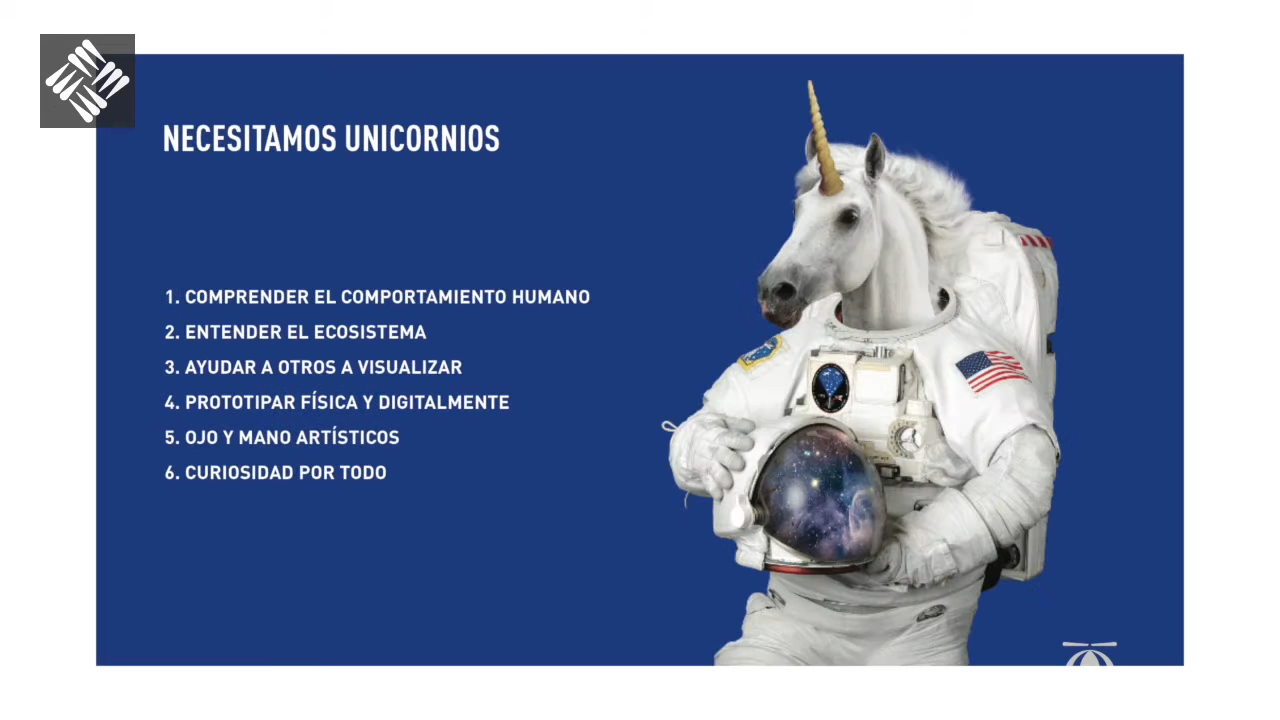 NECESITAMOS UNICORNIOS
1. COMPRENDER EL COMPORTAMIENTO HUMANO
2. ENTENDER EL ECOSISTEMA
3. AYUDAR A OTROS A VISUALIZAR
4. PROTOTIPAR FÍSICA Y DIGITALMENTE
5. OJO Y MANO ARTÍSTICOS
6. CURIOSIDAD POR TODO